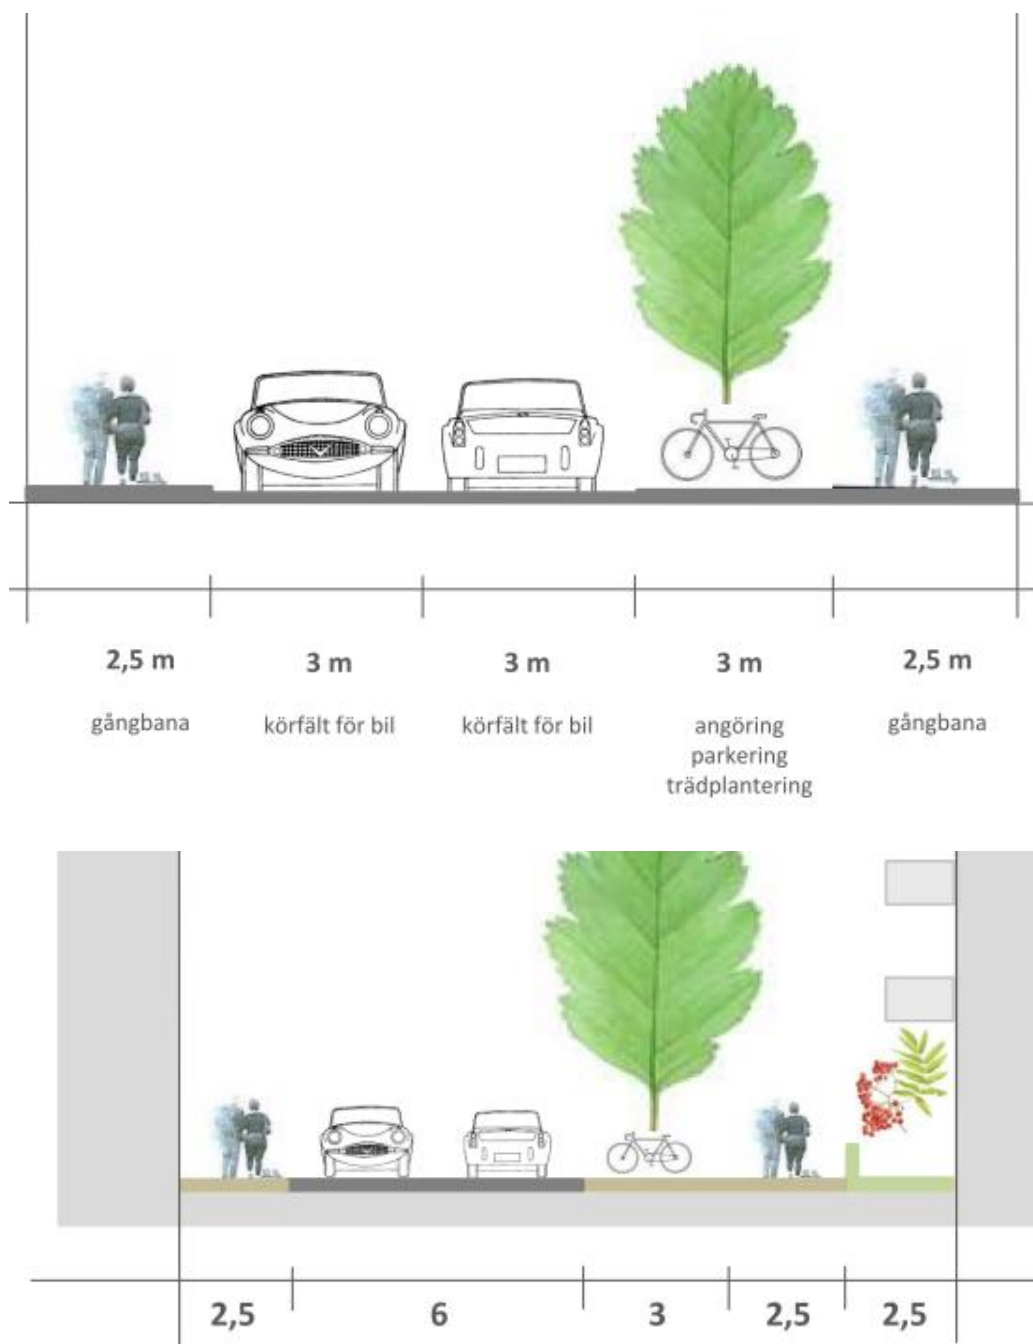 2,5 m 3 m 3 m 3 m 2,5 m
gångbana körfält för bil körfält för bil angöring gångbana
parkering
trädplantering
2,5 6 3 2,5 2,5